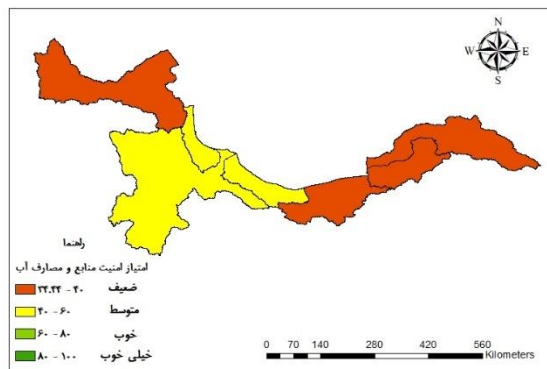 N
W E
S
راهنما
امتیاز امنیت منابع و مصارف آب
ضعیف ۳۴.۴۴ - ۴۰
متوسط ۴۰ - ۶۰
خوب ۶۰ - ۸۰
خیلی خوب ۸۰ - ۱۰۰
0 70 140 280 420 560
Kilometers